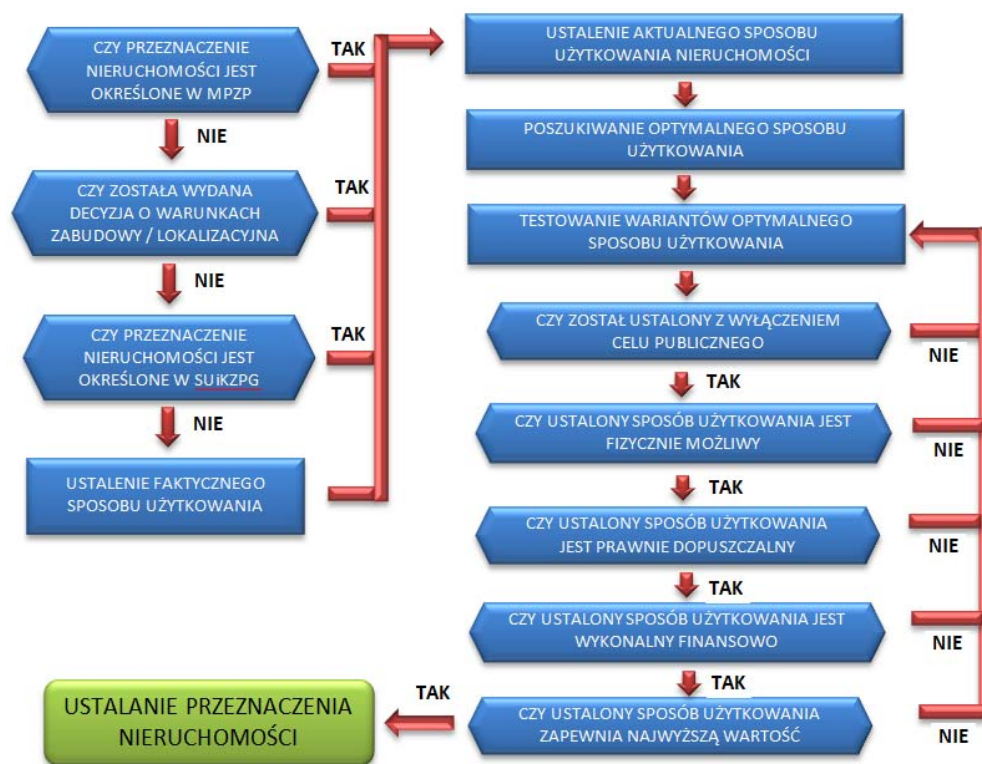 CZY PRZEZNACZENIE
NIERUCHOMOŚCI JEST
OKREŚLONE W MPZP
TAK
NIE
CZY ZOSTAŁA WYDANA
DECYZJA O WARUNKACH
ZABUDOWY / LOKALIZACYJNA
TAK
NIE
CZY PRZEZNACZENIE
NIERUCHOMOŚCI JEST
OKREŚLONE W SUiKZPG
TAK
NIE
USTALENIE FAKTYCZNEGO
SPOSOBU UŻYTKOWANIA
USTALENIE AKTUALNEGO SPOSOBU
UŻYTKOWANIA NIERUCHOMOŚCI
POSZUKIWANIE OPTYMALNEGO SPOSOBU
UŻYTKOWANIA
TESTOWANIE WARIANTÓW OPTYMALNEGO
SPOSOBU UŻYTKOWANIA
CZY ZOSTAŁ USTALONY Z WYŁĄCZENIEM
CELU PUBLICZNEGO
NIE
TAK
CZY USTALONY SPOSÓB UŻYTKOWANIA JEST
FIZYCZNIE MOŻLIWY
NIE
TAK
CZY USTALONY SPOSÓB UŻYTKOWANIA
JEST PRAWNIE DOPUSZCZALNY
NIE
TAK
CZY USTALONY SPOSÓB UŻYTKOWANIA JEST
WYKONALNY FINANSOWO
NIE
TAK
CZY USTALONY SPOSÓB UŻYTKOWANIA
ZAPEWNIA NAJWYŻSZĄ WARTOŚĆ
NIE
TAK
USTALANIE PRZEZNACZENIA
NIERUCHOMOŚCI